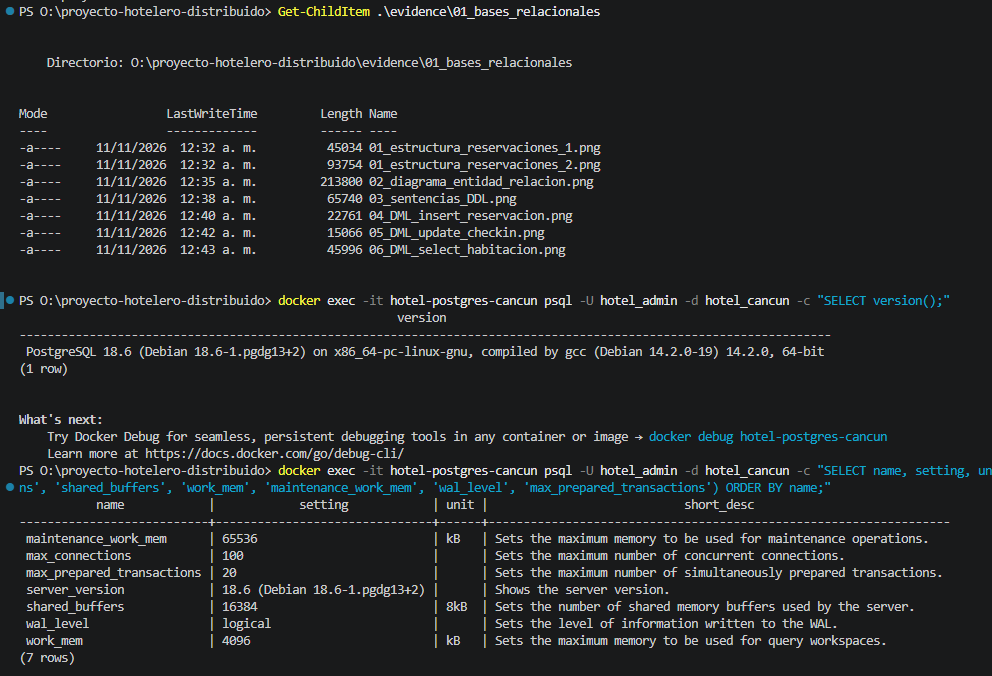 PS O:\proyecto-hotelero-distribuido> Get-ChildItem .\evidence\01_bases_relacionales
Directorio: O:\proyecto-hotelero-distribuido\evidence\01_bases_relacionales
Mode LastWriteTime Length Name
---- ------------- ------ ----
-a---- 11/11/2026 12:32 a. m. 45034 01_estructura_reservaciones_1.png
-a---- 11/11/2026 12:32 a. m. 93754 01_estructura_reservaciones_2.png
-a---- 11/11/2026 12:35 a. m. 213800 02_diagrama_entidad_relacion.png
-a---- 11/11/2026 12:38 a. m. 65740 03_sentencias_DDL.png
-a---- 11/11/2026 12:40 a. m. 22761 04_DML_insert_reservacion.png
-a---- 11/11/2026 12:42 a. m. 15066 05_DML_update_checkin.png
-a---- 11/11/2026 12:43 a. m. 45996 06_DML_select_habitacion.png
PS O:\proyecto-hotelero-distribuido> docker exec -it hotel-postgres-cancun psql -U hotel_admin -d hotel_cancun -c "SELECT version();"
version
---------------------------------------------------------------------------------------------------
PostgreSQL 18.6 (Debian 18.6-1.pgdg13+2) on x86_64-pc-linux-gnu, compiled by gcc (Debian 14.2.0-19) 14.2.0, 64-bit
(1 row)
What's next:
Try Docker Debug for seamless, persistent debugging tools in any container or image → docker debug hotel-postgres-cancun
Learn more at https://docs.docker.com/go/debug-cli/
PS O:\proyecto-hotelero-distribuido> docker exec -it hotel-postgres-cancun psql -U hotel_admin -d hotel_cancun -c "SELECT name, setting, un
ns', 'shared_buffers', 'work_mem', 'maintenance_work_mem', 'wal_level', 'max_prepared_transactions') ORDER BY name;"
name | setting | unit | short_desc
---------------------------+--------------------------------+------+-----------------------------------------------------------------
maintenance_work_mem | 65536 | kB | Sets the maximum memory to be used for maintenance operations.
max_connections | 100 | | Sets the maximum number of concurrent connections.
max_prepared_transactions | 20 | | Sets the maximum number of simultaneously prepared transactions.
server_version | 18.6 (Debian 18.6-1.pgdg13+2) | | Shows the server version.
shared_buffers | 16384 | 8kB | Sets the number of shared memory buffers used by the server.
wal_level | logical | | Sets the level of information written to the WAL.
work_mem | 4096 | kB | Sets the maximum memory to be used for query workspaces.
(7 rows)